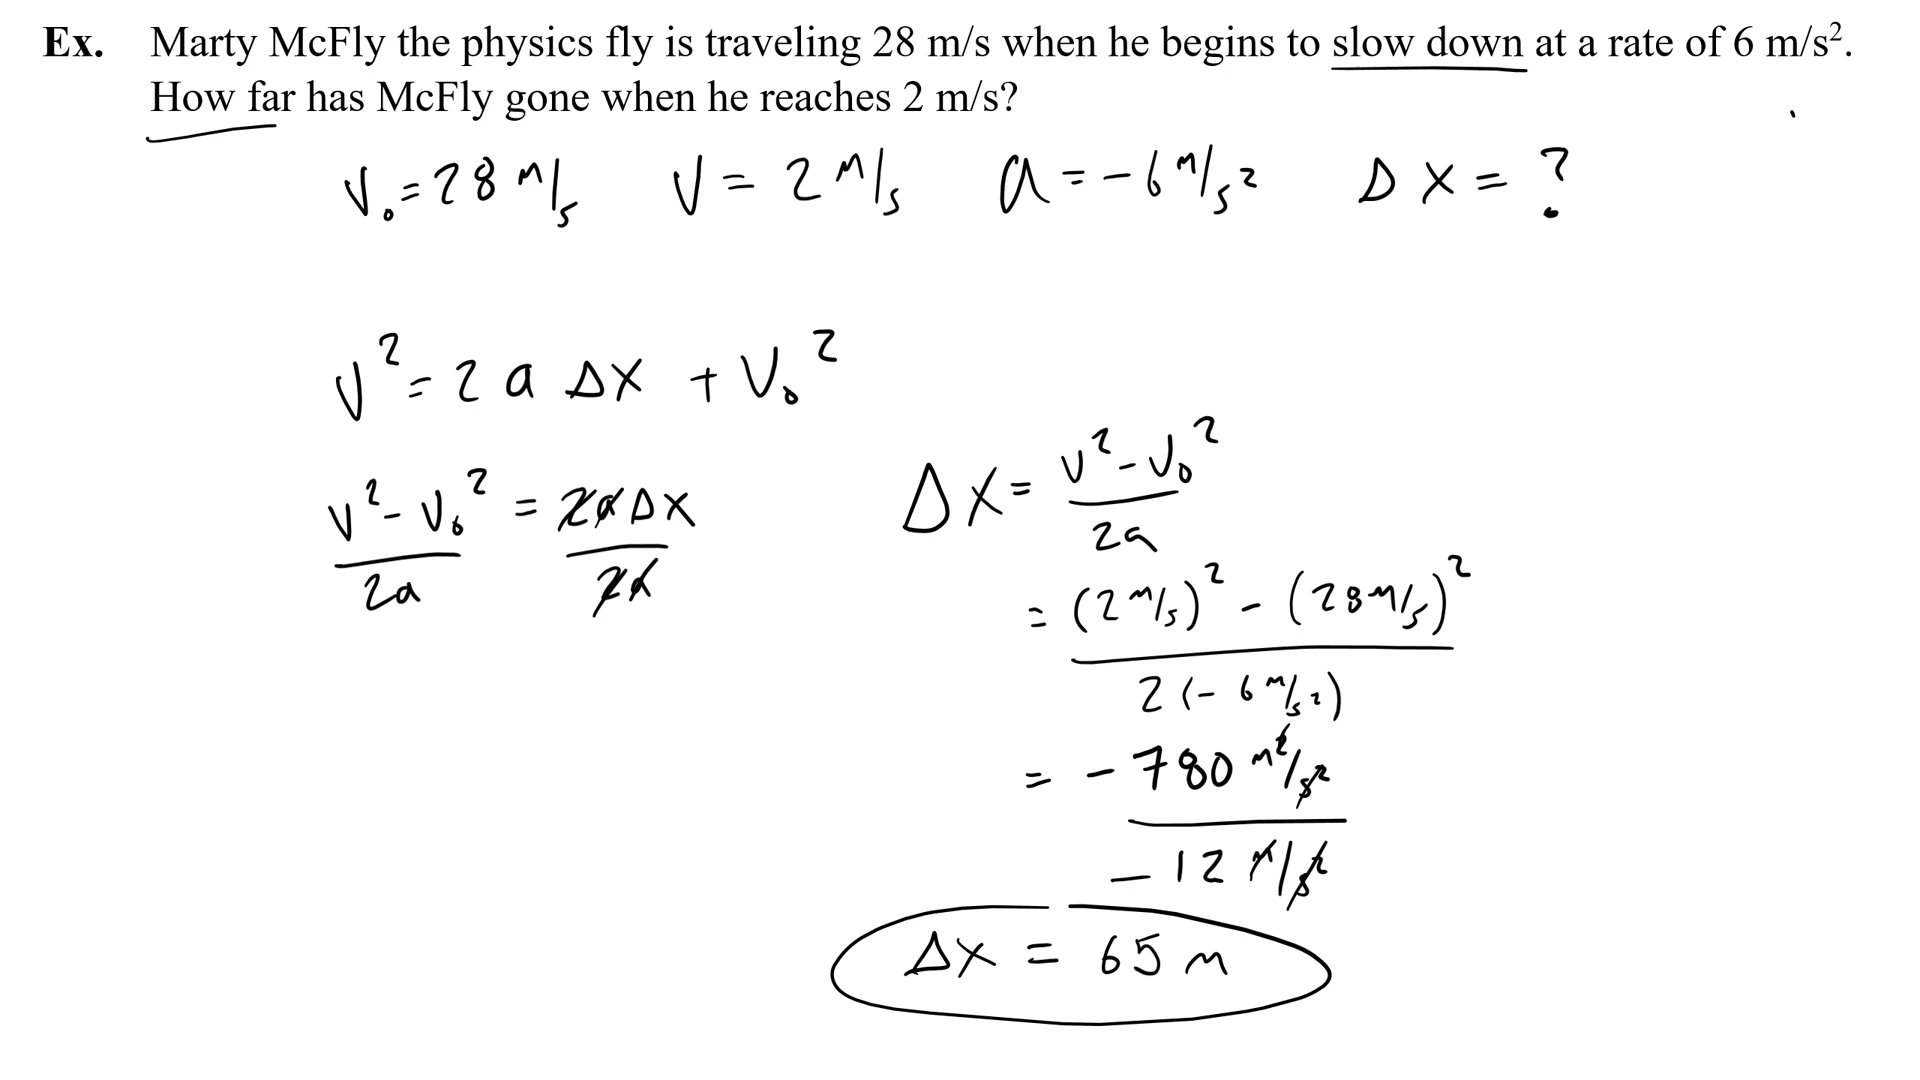 Ex. Marty McFly the physics fly is traveling 28 m/s when he begins to slow down at a rate of 6 m/s².
How far has McFly gone when he reaches 2 m/s?
V₀ = 28 m/s V = 2 m/s a = -6 m/s² Δx = ?
V² = 2 a Δx + V₀²
V² - V₀² = 2aΔx
2a 2a
Δx = V² - V₀²
2a
= (2 m/s)² - (28 m/s)²
2 (-6 m/s²)
= -780 m²/s²
-12 m/s²
Δx = 65 m